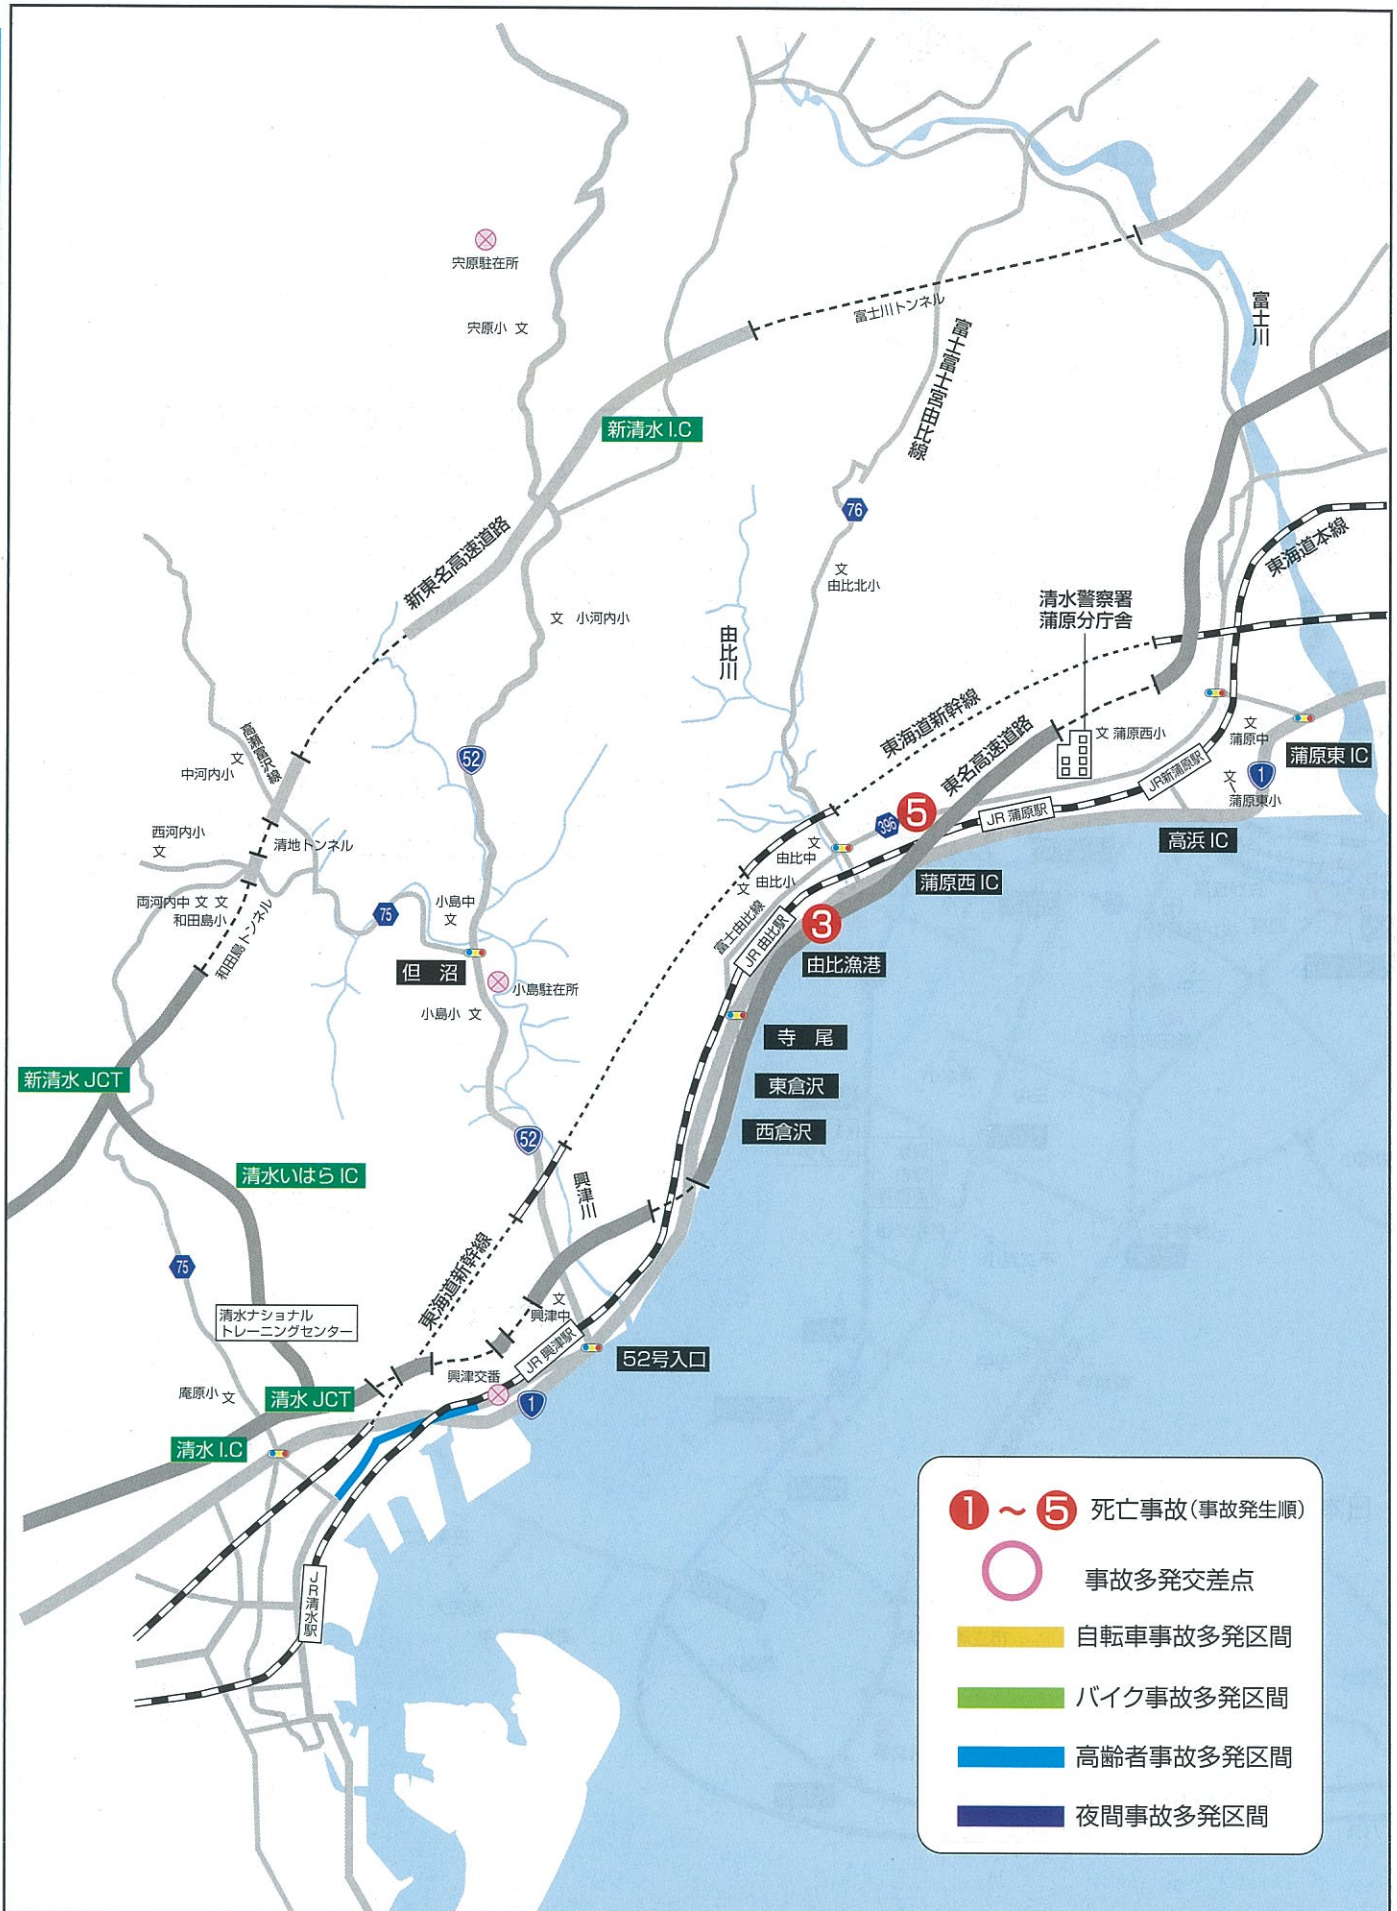 穴原駐在所
穴原小 文
富士川トンネル
富士川
富士富士宮由比線
新清水 I.C
76
新東名高速道路
文
由比北小
東海道本線
清水警察署
蒲原分庁舎
文 小河内小
由比川
東海道新幹線
高瀬富沢線
文
中河内小
52
東名高速道路
文 蒲原西小
文
蒲原中
蒲原東 IC
JR新蒲原駅
1
文
蒲原東小
西河内小
文
清地トンネル
5
396
JR 蒲原駅
高浜 IC
文
由比中
文
由比小
蒲原西 IC
両河内中 文 文
和田島小
75
小島中
文
和田島トンネル
富士由比線
JR 由比駅
3
由比漁港
但 沼
小島駐在所
小島小 文
寺 尾
新清水 JCT
東倉沢
西倉沢
52
清水いはら IC
興津川
75
東海道新幹線
清水ナショナル
トレーニングセンター
文
興津中
JR 興津駅
52号入口
興津交番
庵原小 文
清水 JCT
1
清水 I.C
JR清水駅
1 ～ 5 死亡事故（事故発生順）
事故多発交差点
自転車事故多発区間
バイク事故多発区間
高齢者事故多発区間
夜間事故多発区間